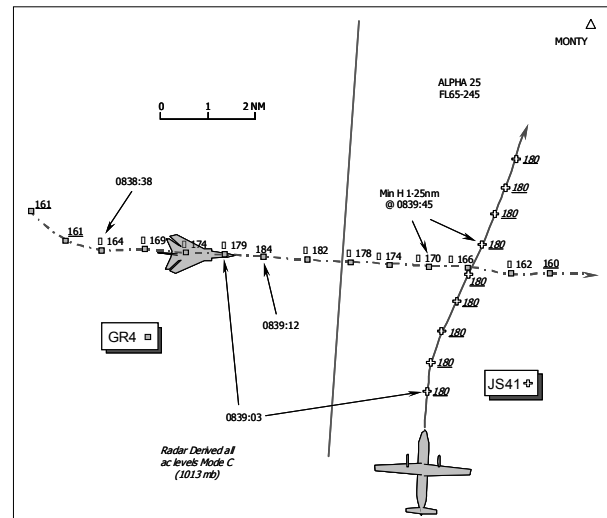 MONTY
ALPHA 25
FL65-245
0 1 2 NM
161
0838:38
161
164
169
174
179
184
182
178
174
170
166
162
160
0839:12
Min H 1·25nm
@ 0839:45
180
180
180
180
180
180
180
180
180
GR4
JS41
0839:03
Radar Derived all
ac levels Mode C
(1013 mb)